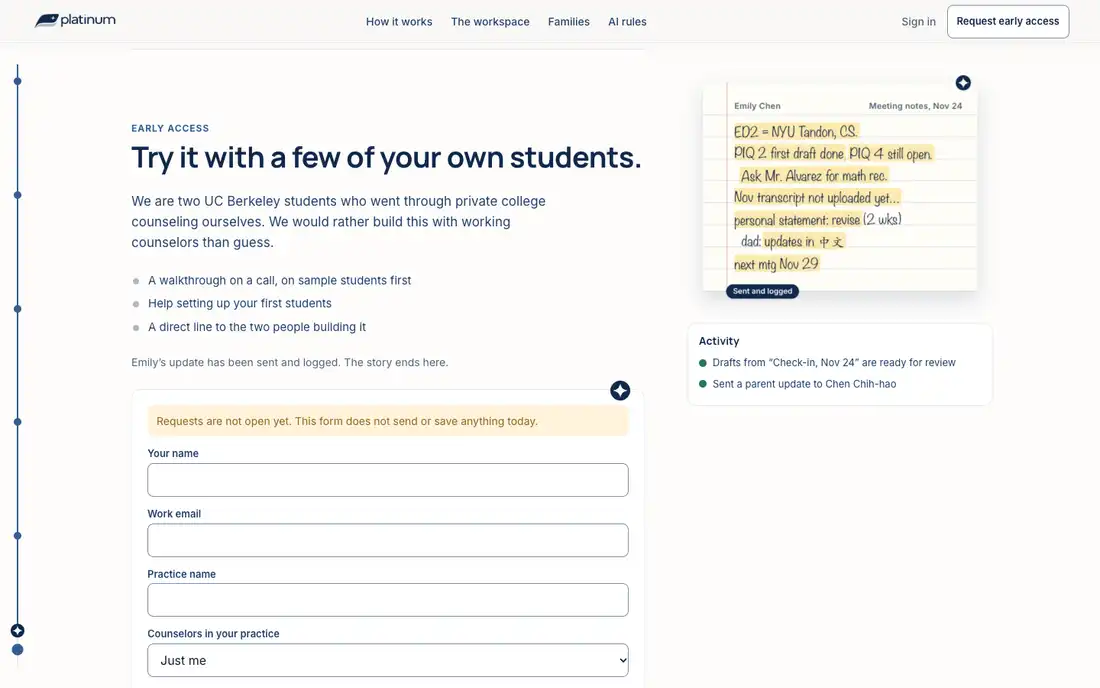 platinum
How it works
The workspace
Families
AI rules
Sign in
Request early access
EARLY ACCESS
Try it with a few of your own students.
We are two UC Berkeley students who went through private college
counseling ourselves. We would rather build this with working
counselors than guess.
A walkthrough on a call, on sample students first
Help setting up your first students
A direct line to the two people building it
Emily’s update has been sent and logged. The story ends here.
Requests are not open yet. This form does not send or save anything today.
Your name
Work email
Practice name
Counselors in your practice
Just me
Emily Chen
Meeting notes, Nov 24
ED2 = NYU Tandon, CS.
PIQ 2 first draft done. PIQ 4 still open.
Ask Mr. Alvarez for math rec.
Nov transcript not uploaded yet...
personal statement: revise (2 wks)
dad: updates in 中文
next mtg Nov 29
Sent and logged
Activity
Drafts from “Check-in, Nov 24” are ready for review
Sent a parent update to Chen Chih-hao